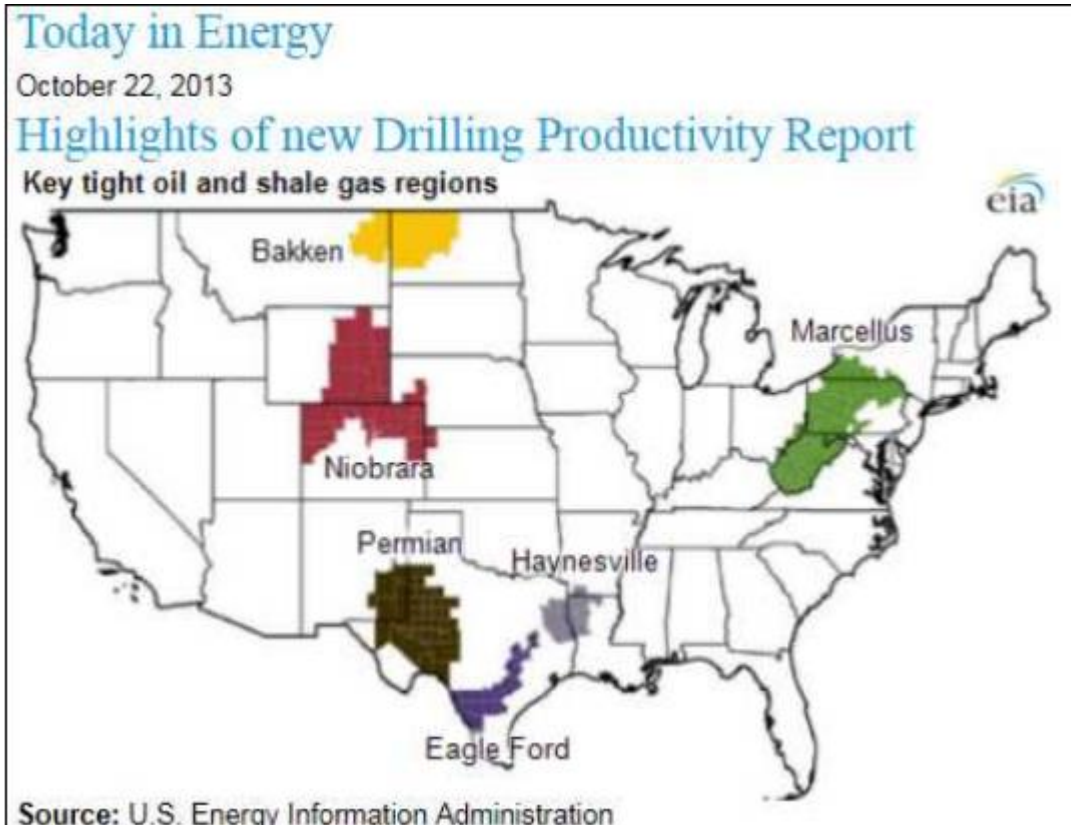 Today in Energy
October 22, 2013
Highlights of new Drilling Productivity Report
Key tight oil and shale gas regions
eia
Bakken
Marcellus
Niobrara
Permian
Haynesville
Eagle Ford
Source: U.S. Energy Information Administration